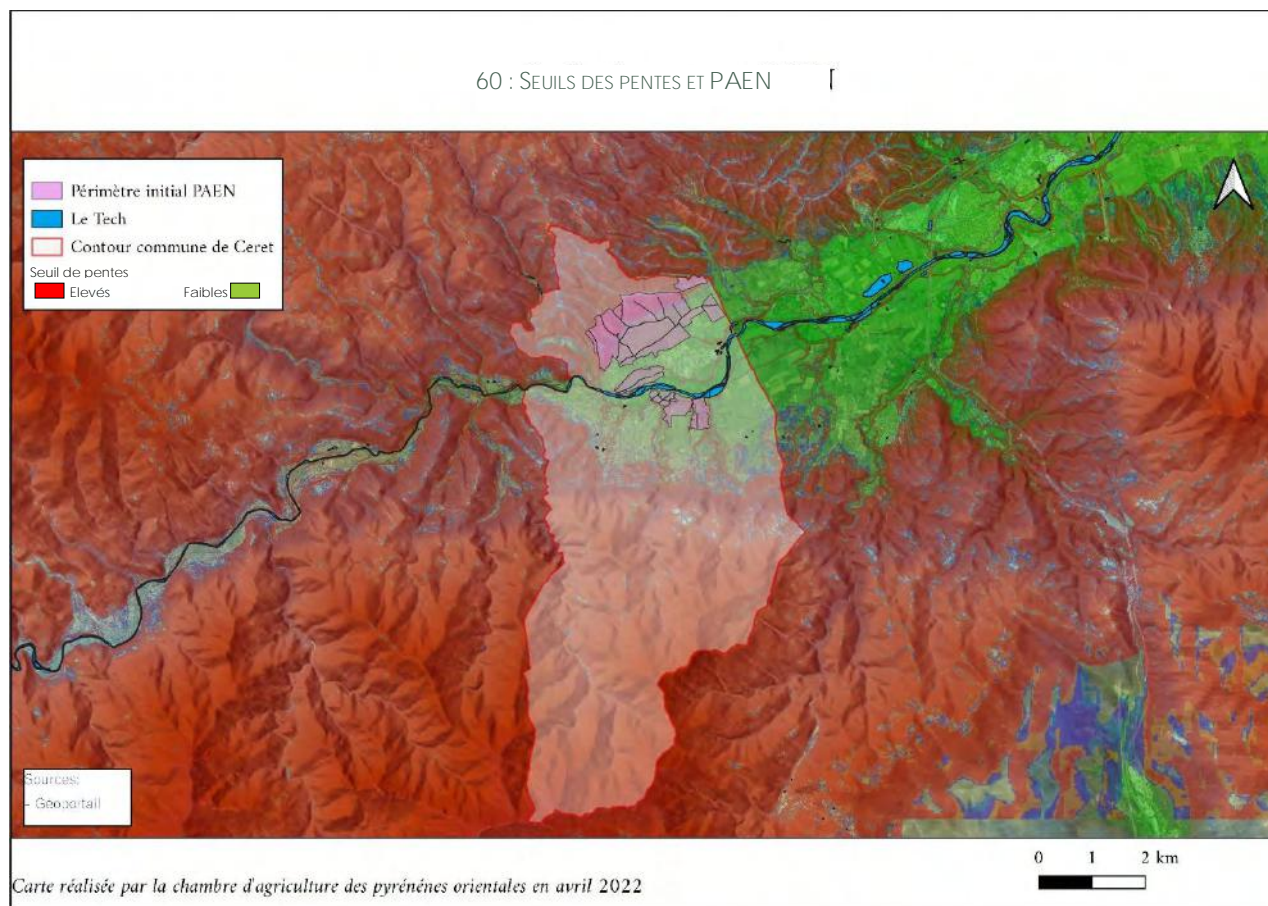 60 : SEUILS DES PENTES ET PAEN
Périmètre initial PAEN
Le Tech
Contour commune de Ceret
Seuil de pentes
Elevés Faibles
Sources:
- Géoportail
0 1 2 km
Carte réalisée par la chambre d'agriculture des pyrénénes orientales en avril 2022